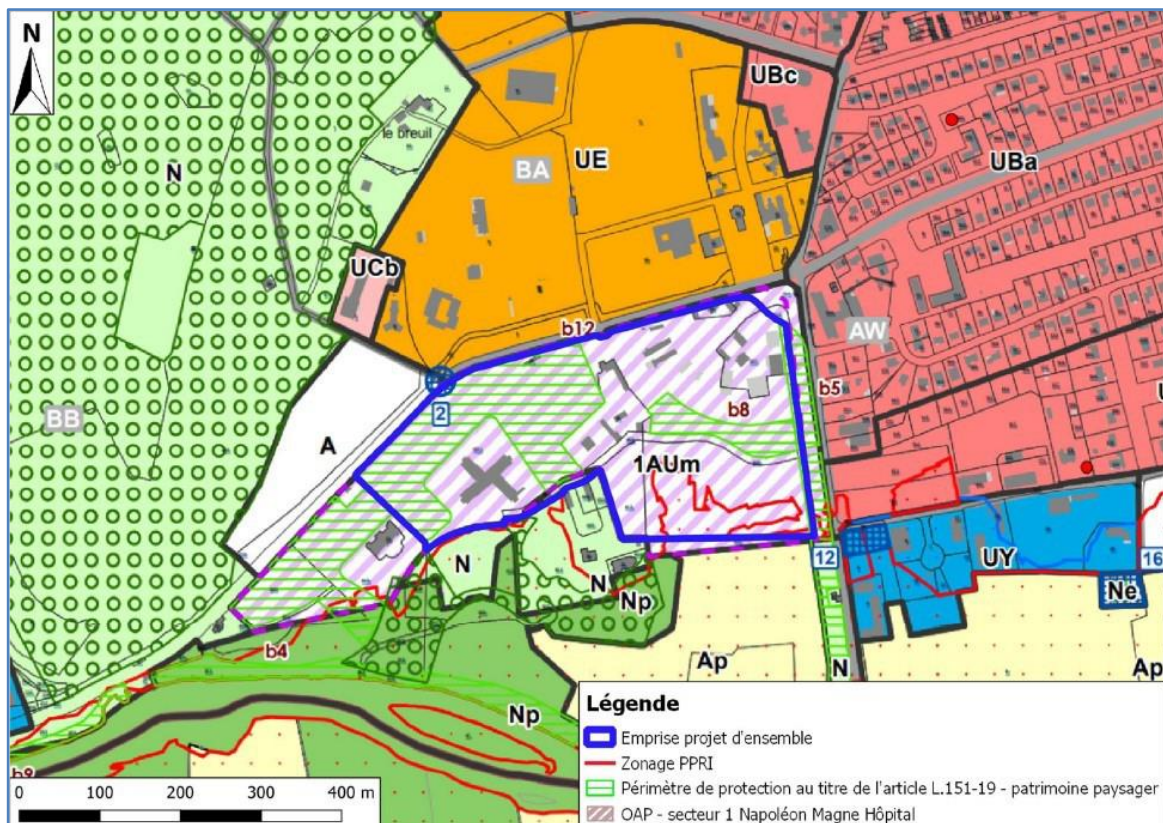 N
le breuil
N
BA
UE
UBc
UBa
UCb
b12
AW
b5
b8
2
BB
A
1AUm
N
N
Np
12
UY
16
Ne
U
b4
Ap
N
Ap
Np
b9
0 100 200 300 400 m
Légende
Emprise projet d'ensemble
Zonage PPRI
Périmètre de protection au titre de l'article L.151-19 - patrimoine paysager
OAP - secteur 1 Napoléon Magne Hôpital